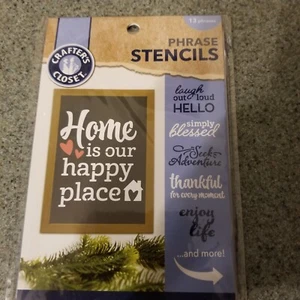 CRAFTER'S
CLOSET
PHRASE
STENCILS
Home
is our
happy
place
laugh
out loud
HELLO
simply
blessed
Seek
Adventure
thankful
for every moment
enjoy
life
...and more!